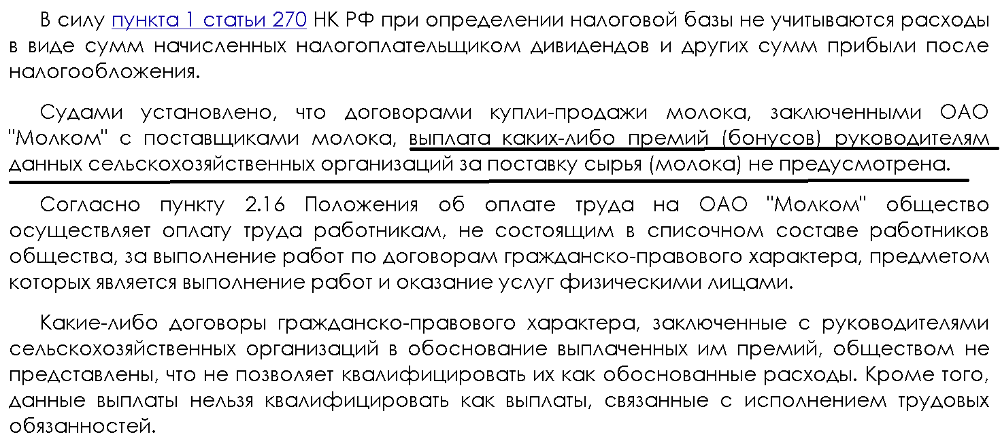 В силу пункта 1 статьи 270 НК РФ при определении налоговой базы не учитываются расходы
в виде сумм начисленных налогоплательщиком дивидендов и других сумм прибыли после
налогообложения.
Судами установлено, что договорами купли-продажи молока, заключенными ОАО
"Молком" с поставщиками молока, выплата каких-либо премий (бонусов) руководителям
данных сельскохозяйственных организаций за поставку сырья (молока) не предусмотрена.
Согласно пункту 2.16 Положения об оплате труда на ОАО "Молком" общество
осуществляет оплату труда работникам, не состоящим в списочном составе работников
общества, за выполнение работ по договорам гражданско-правового характера, предметом
которых является выполнение работ и оказание услуг физическими лицами.
Какие-либо договоры гражданско-правового характера, заключенные с руководителями
сельскохозяйственных организаций в обоснование выплаченных им премий, обществом не
представлены, что не позволяет квалифицировать их как обоснованные расходы. Кроме того,
данные выплаты нельзя квалифицировать как выплаты, связанные с исполнением трудовых
обязанностей.